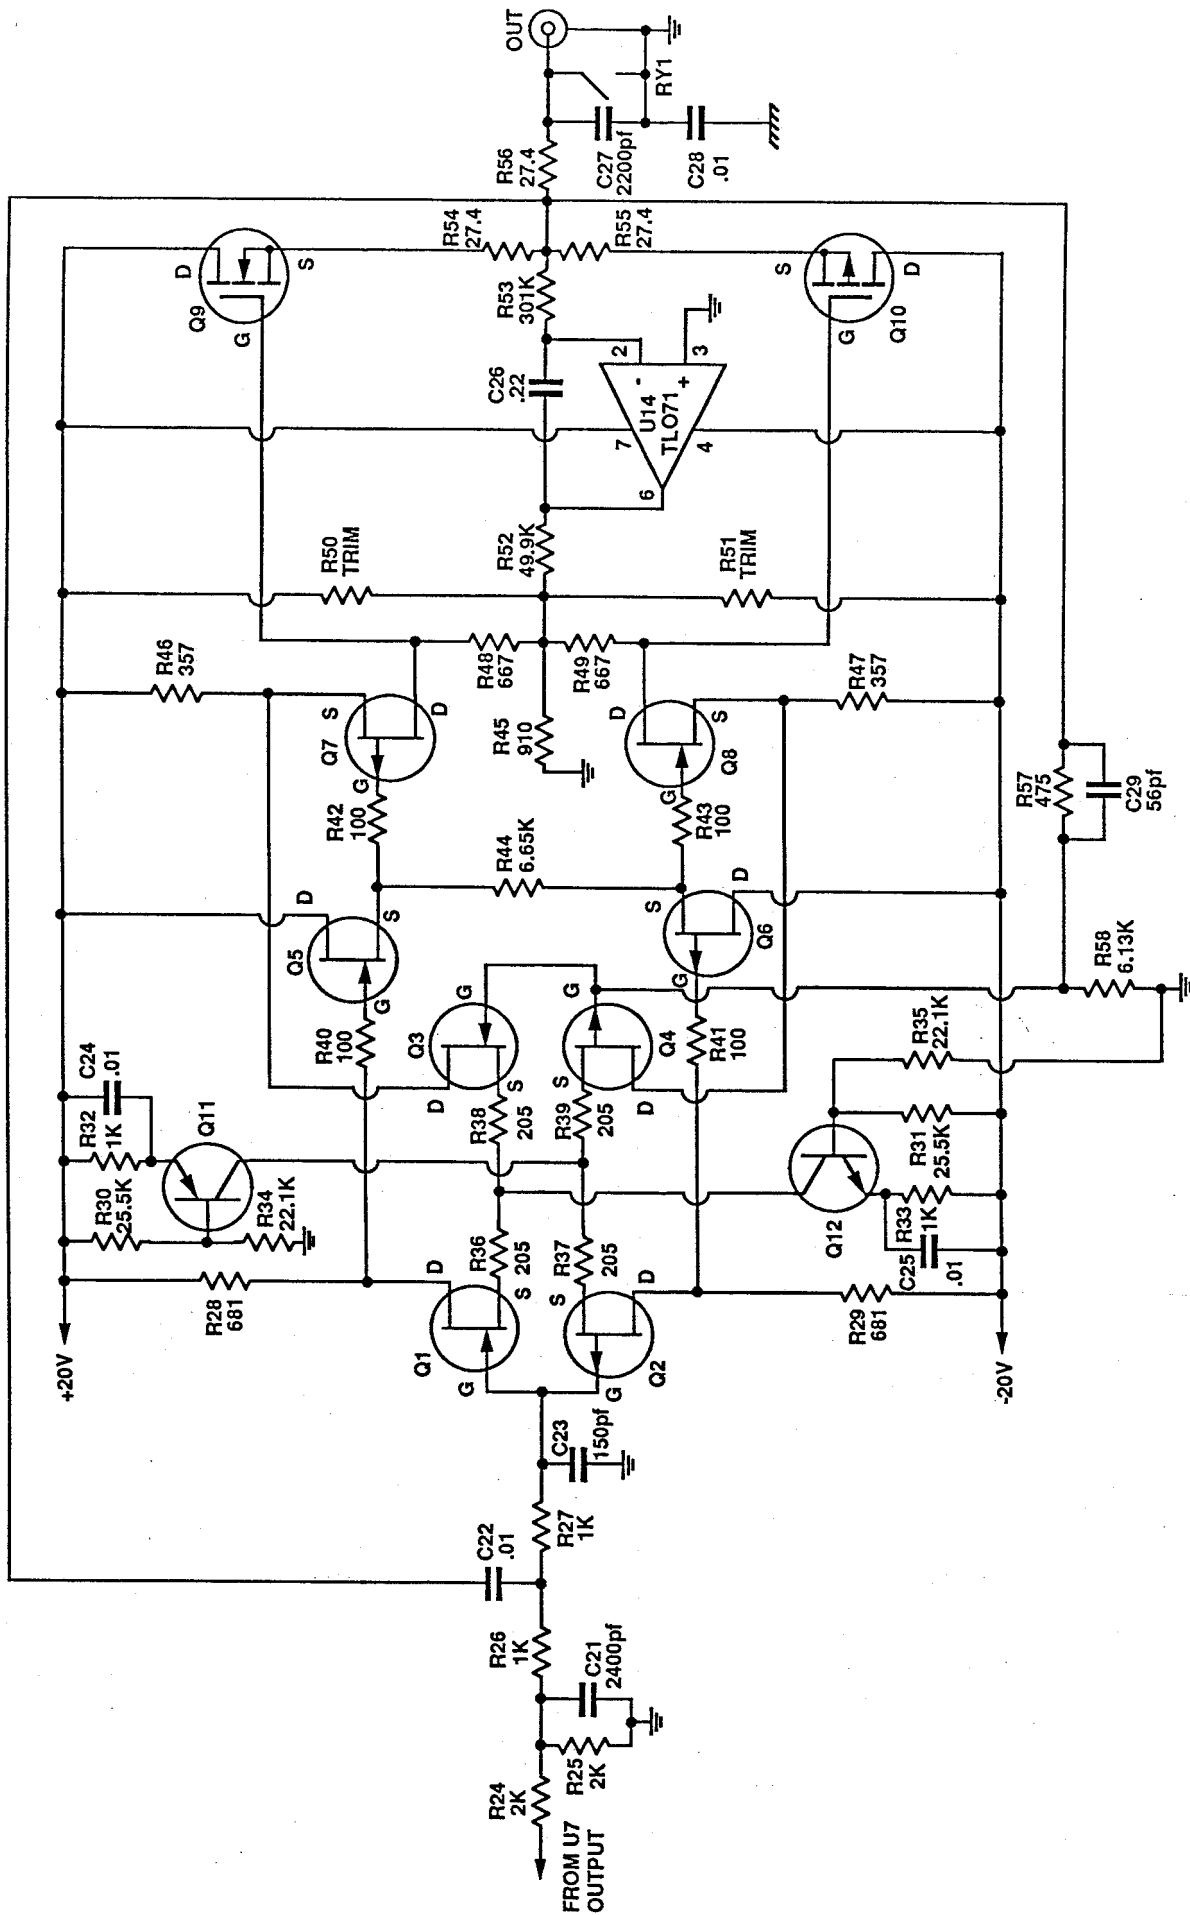 FROM U7
OUTPUT
R24
2K
R25
2K
C21
2400pf
R26
1K
C22
.01
R27
1K
C23
150pf
+20V
-20V
R28
681
R29
681
R30
25.5K
R32
1K
C24
.01
Q11
R34
22.1K
Q1
G
D
S
Q2
G
S
D
R36
205
R37
205
R38
205
R39
205
Q3
D
S
G
Q4
S
D
G
Q12
C25
.01
R33
1K
R31
25.5K
R35
22.1K
R58
6.13K
R40
100
R41
100
Q5
G
D
S
Q6
G
S
D
R44
6.65K
R42
100
R43
100
Q7
G
S
D
Q8
G
D
S
R46
357
R47
357
R57
475
C29
56pf
R45
910
R48
667
R49
667
R50
TRIM
R51
TRIM
R52
49.9K
C26
.22
U14
TLO71
-
+
2
3
4
6
7
R53
301K
Q9
G
D
S
Q10
G
S
D
R54
27.4
R55
27.4
R56
27.4
C27
2200pf
C28
.01
RY1
OUT